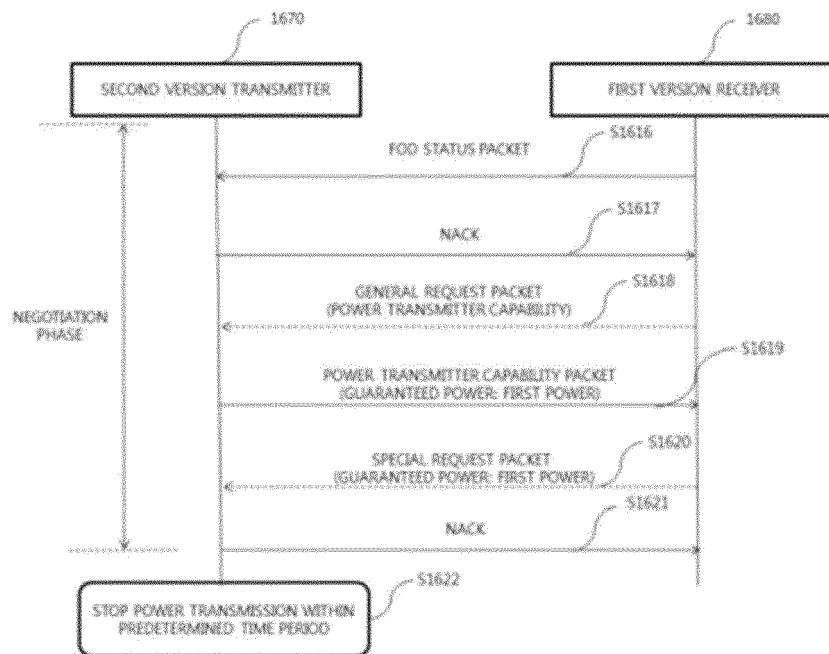 1670
1680
SECOND VERSION TRANSMITTER
FIRST VERSION RECEIVER
S1616
FOD STATUS PACKET
S1617
NACK
S1618
GENERAL REQUEST PACKET
(POWER TRANSMITTER CAPABILITY)
NEGOTIATION
PHASE
S1619
POWER TRANSMITTER CAPABILITY PACKET
(GUARANTEED POWER: FIRST POWER)
S1620
SPECIAL REQUEST PACKET
(GUARANTEED POWER: FIRST POWER)
S1621
NACK
S1622
STOP POWER TRANSMISSION WITHIN
PREDETERMINED TIME PERIOD